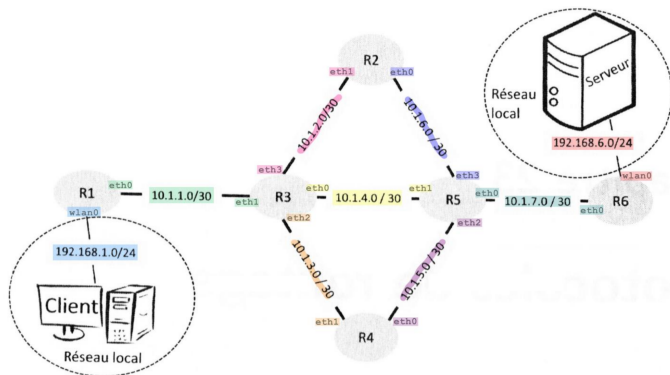 R2
eth1
eth0
10.1.2.0/30
10.1.6.0 / 30
Serveur
Réseau
local
192.168.6.0/24
wlan0
R1
eth0
wlan0
10.1.1.0/30
eth3
R3
eth1
eth0
eth2
10.1.4.0 / 30
eth3
eth1
R5
eth0
eth2
10.1.7.0 / 30
eth0
R6
192.168.1.0/24
Client
Réseau local
10.1.3.0 / 30
10.1.5.0 / 30
eth1
eth0
R4